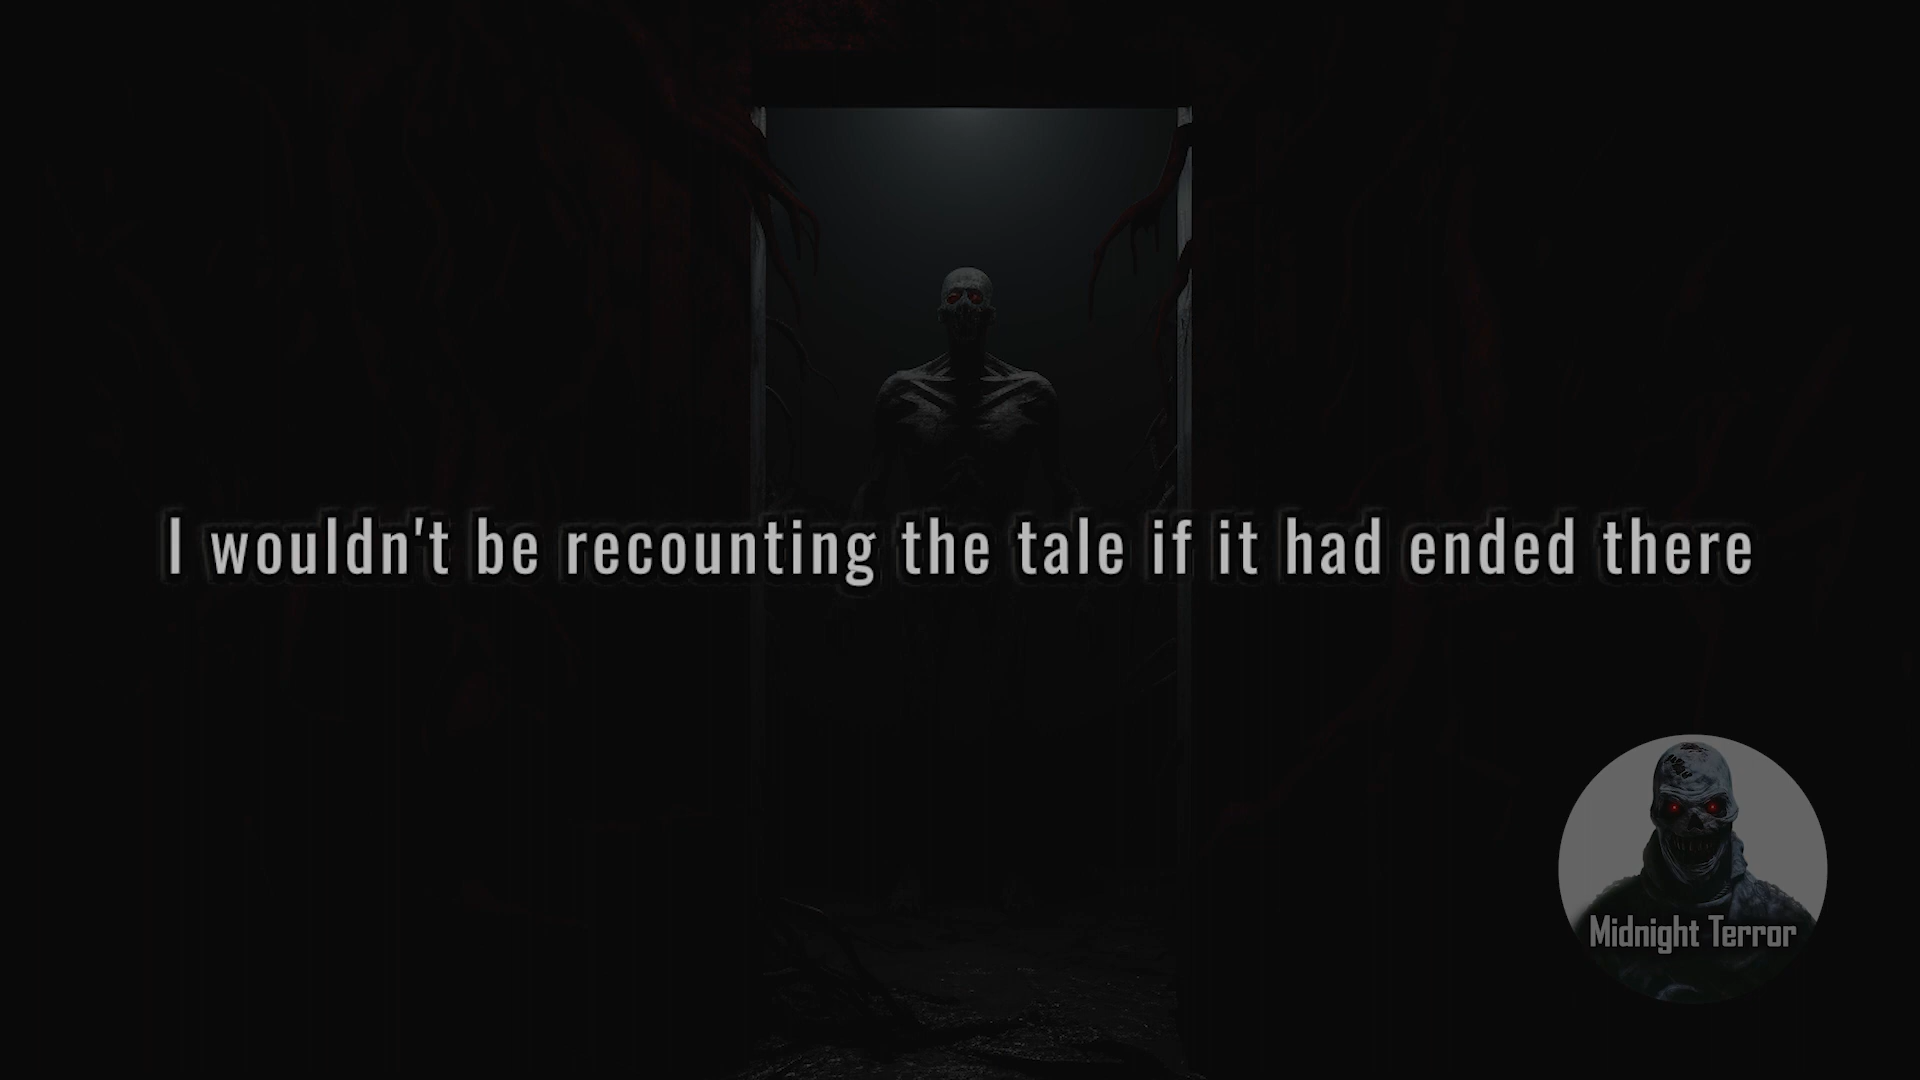 I wouldn't be recounting the tale if it had ended there
Midnight Terror